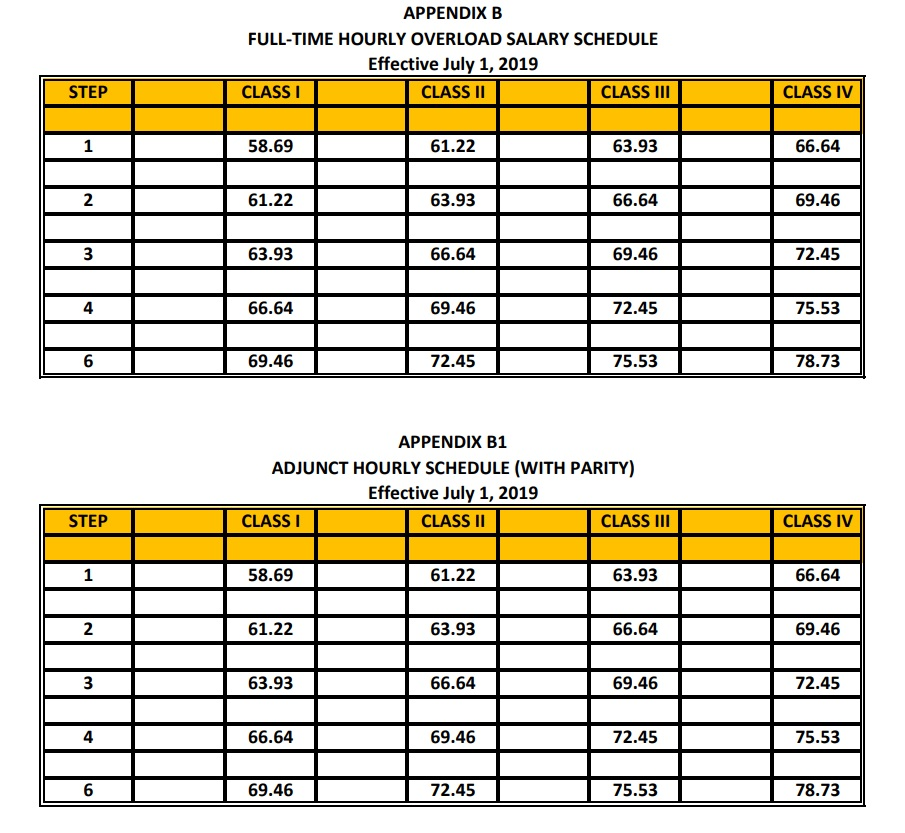 APPENDIX B
FULL-TIME HOURLY OVERLOAD SALARY SCHEDULE
Effective July 1, 2019
STEP CLASS I CLASS II CLASS III CLASS IV
1 58.69 61.22 63.93 66.64
2 61.22 63.93 66.64 69.46
3 63.93 66.64 69.46 72.45
4 66.64 69.46 72.45 75.53
6 69.46 72.45 75.53 78.73
APPENDIX B1
ADJUNCT HOURLY SCHEDULE (WITH PARITY)
Effective July 1, 2019
STEP CLASS I CLASS II CLASS III CLASS IV
1 58.69 61.22 63.93 66.64
2 61.22 63.93 66.64 69.46
3 63.93 66.64 69.46 72.45
4 66.64 69.46 72.45 75.53
6 69.46 72.45 75.53 78.73